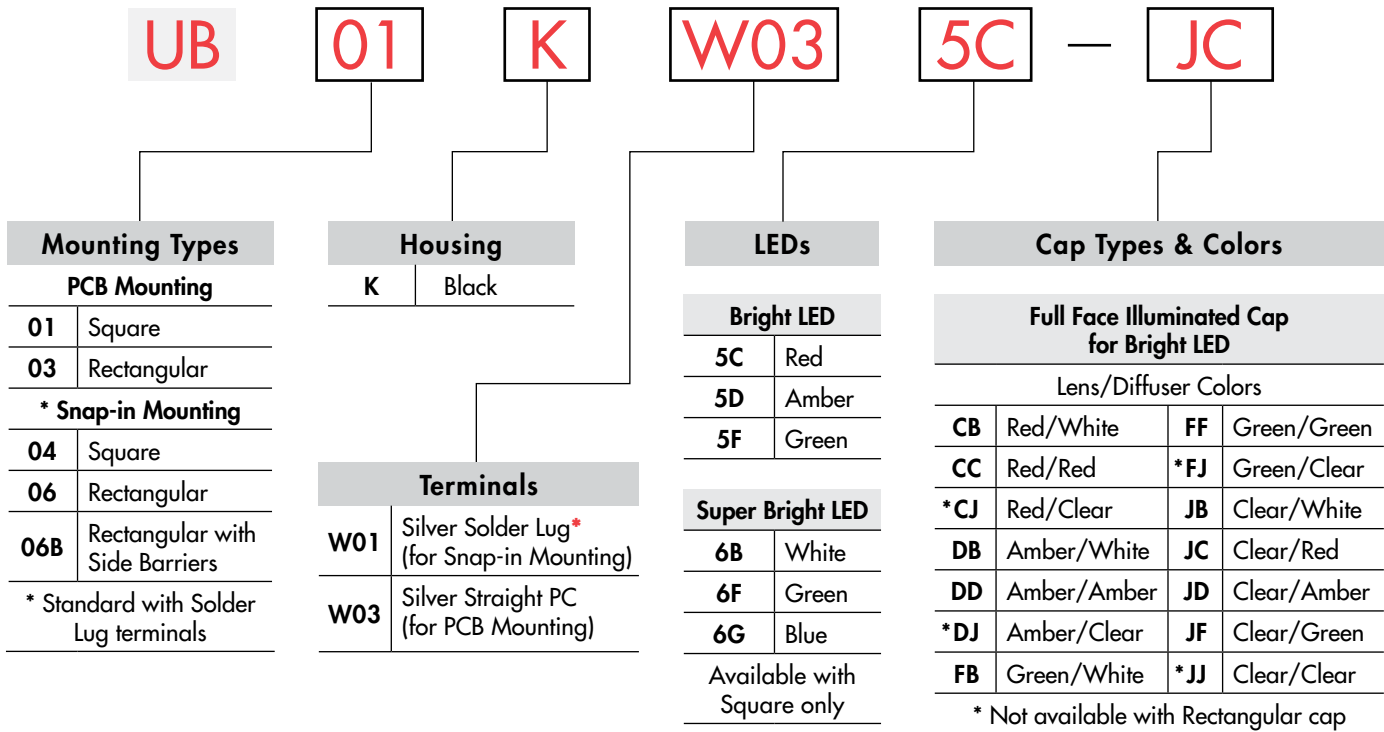 UB 01 K W03 5C — JC
Mounting Types
PCB Mounting
01 Square
03 Rectangular
* Snap-in Mounting
04 Square
06 Rectangular
06B Rectangular with
Side Barriers
* Standard with Solder
Lug terminals
Housing
K Black
Terminals
W01 Silver Solder Lug*
(for Snap-in Mounting)
W03 Silver Straight PC
(for PCB Mounting)
LEDs
Bright LED
5C Red
5D Amber
5F Green
Super Bright LED
6B White
6F Green
6G Blue
Available with
Square only
Cap Types & Colors
Full Face Illuminated Cap
for Bright LED
Lens/Diffuser Colors
CB Red/White FF Green/Green
CC Red/Red *FJ Green/Clear
*CJ Red/Clear JB Clear/White
DB Amber/White JC Clear/Red
DD Amber/Amber JD Clear/Amber
*DJ Amber/Clear JF Clear/Green
FB Green/White *JJ Clear/Clear
* Not available with Rectangular cap